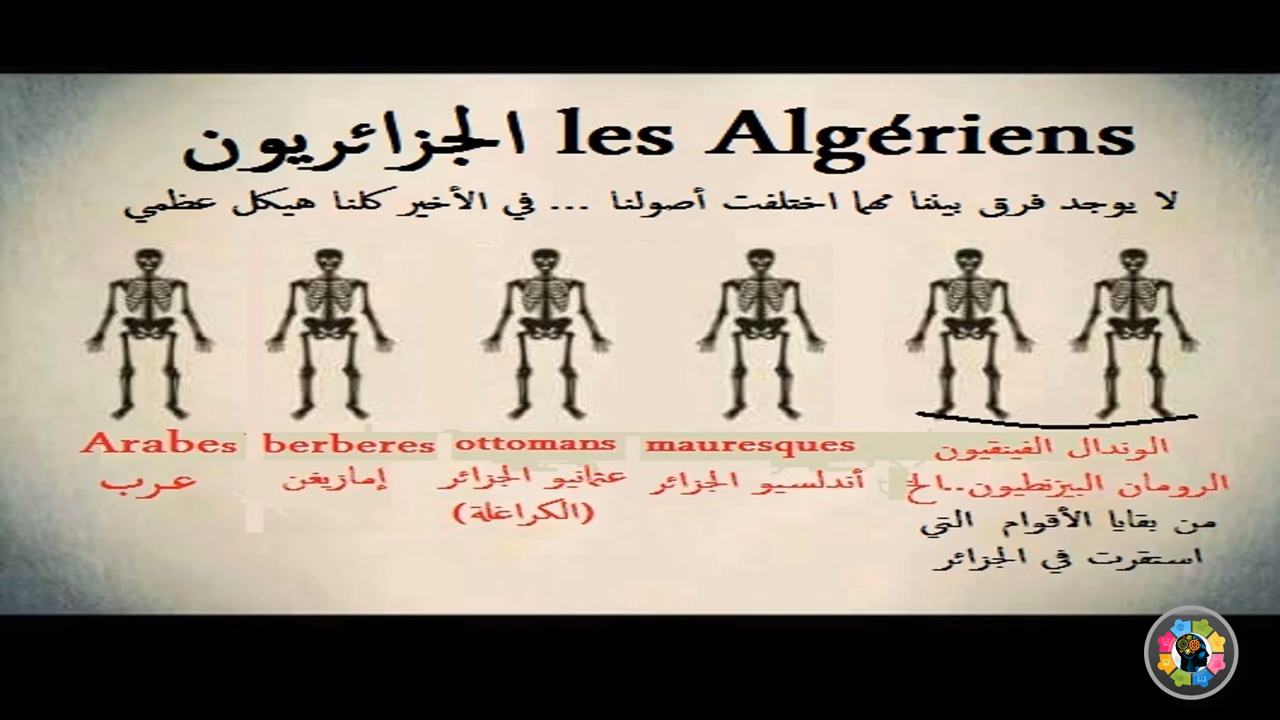 الجزائريون les Algériens
لا يوجد فرق بيننا مهما اختلفت أصولنا ... في الأخير كلنا هيكل عظمي
Arabes
عرب
berberes
إمازيغن
ottomans
عثمانيو الجزائر
(الكراغلة)
mauresques
أندلسيو الجزائر
الوندال الفينقيون
الرومان البيزنطيون..الخ
من بقايا الأقوام التي
استقرت في الجزائر